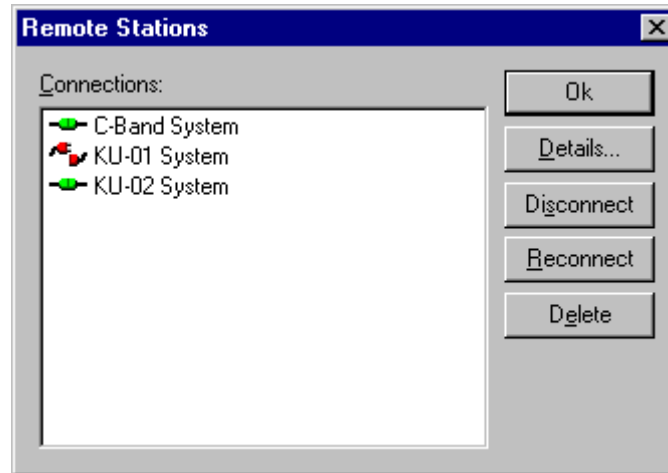 Remote Stations
Connections:
C-Band System
KU-01 System
KU-02 System
Ok
Details...
Disconnect
Reconnect
Delete